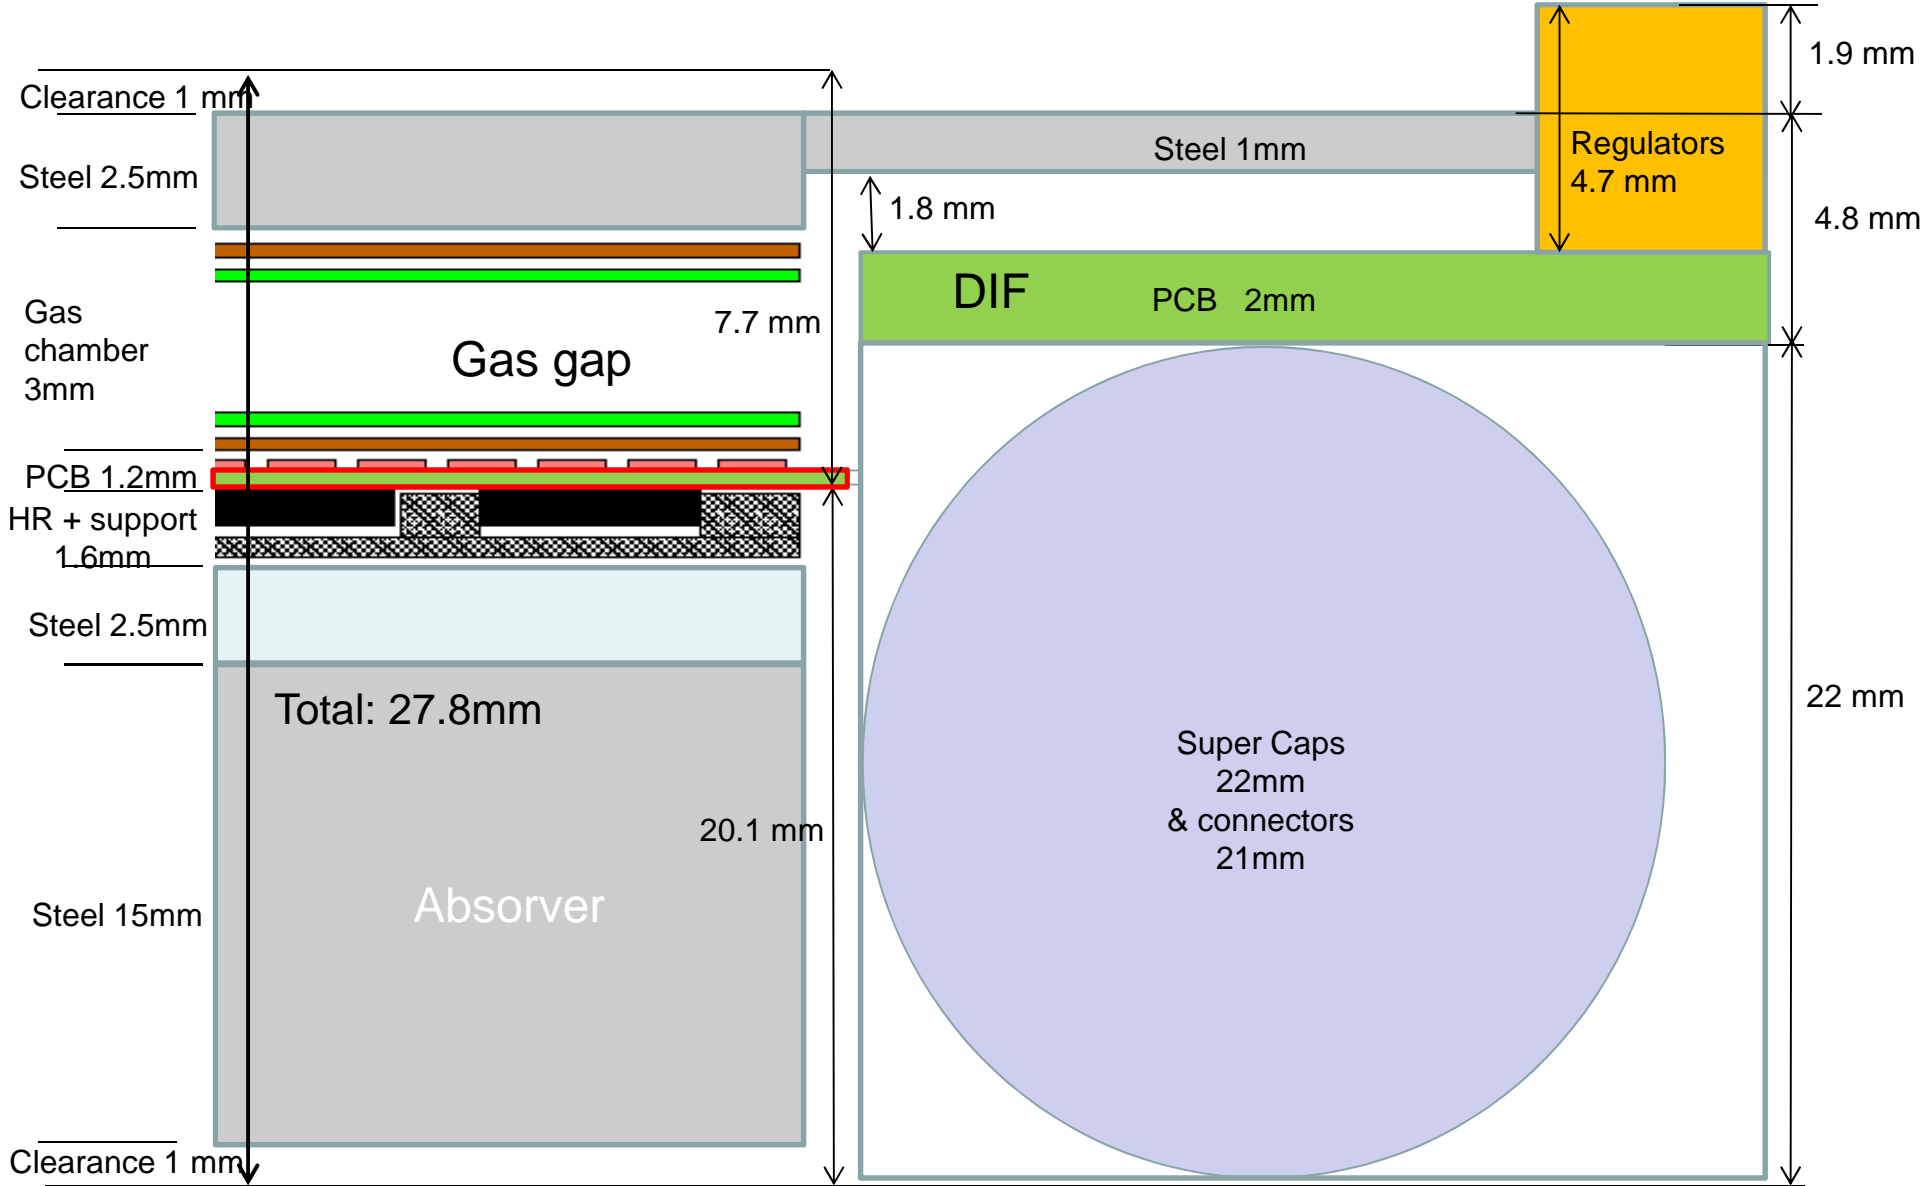 1.9 mm
Clearance 1 mm
Steel 2.5mm
Steel 1mm
Regulators
4.7 mm
1.8 mm
4.8 mm
Gas
chamber
3mm
Gas gap
7.7 mm
DIF
PCB 2mm
PCB 1.2mm
HR + support
1.6mm
Steel 2.5mm
Total: 27.8mm
22 mm
Super Caps
22mm
& connectors
21mm
20.1 mm
Steel 15mm
Absorver
Clearance 1 mm